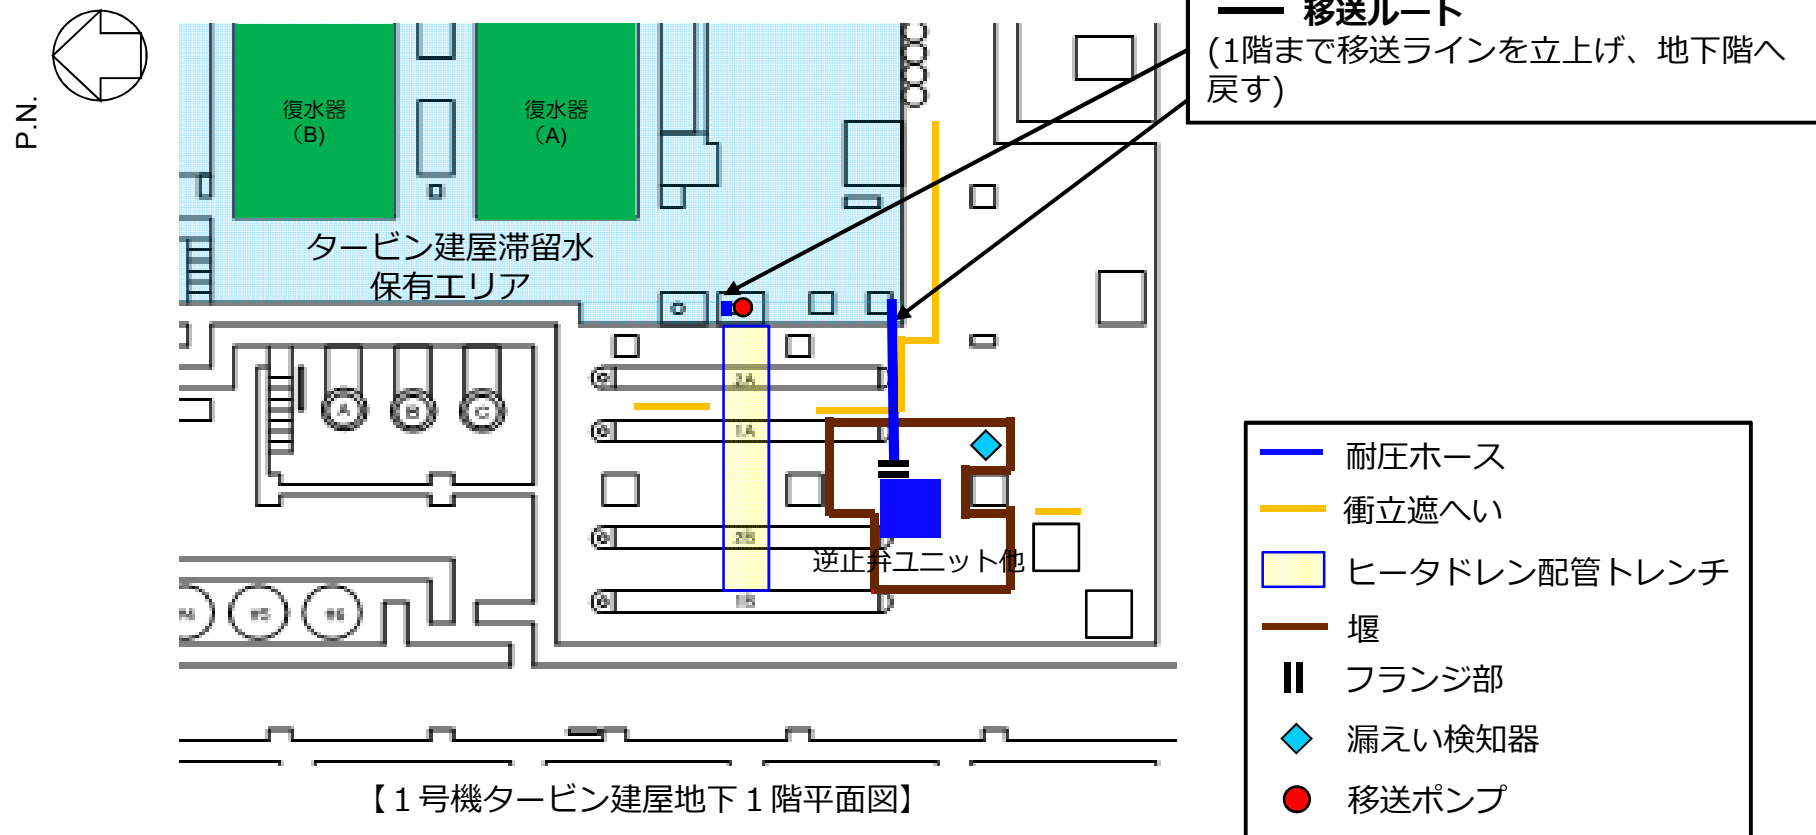 移送ルート
(1階まで移送ラインを立上げ、地下階へ
戻す)
P.N.
復水器
（B)
復水器
（A)
タービン建屋滞留水
保有エリア
2A
1A
A
B
C
2B
逆止弁ユニット他
1B
#4
#5
#6
【１号機タービン建屋地下１階平面図】
耐圧ホース
衝立遮へい
ヒータドレン配管トレンチ
堰
フランジ部
漏えい検知器
移送ポンプ